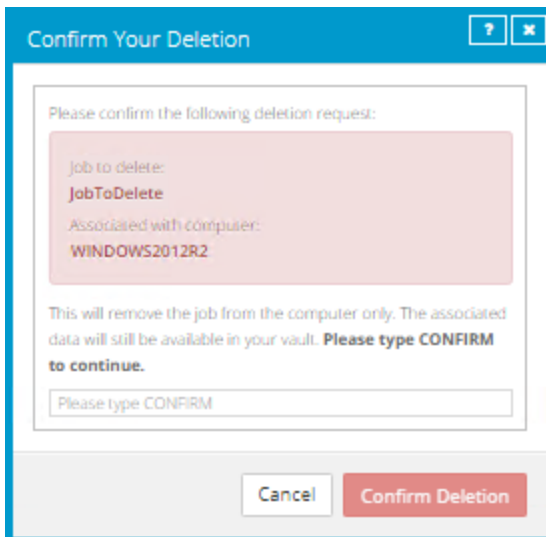 Confirm Your Deletion
? ×
Please confirm the following deletion request:
Job to delete:
JobToDelete
Associated with computer:
WINDOWS2012R2
This will remove the job from the computer only. The associated
data will still be available in your vault. Please type CONFIRM
to continue.
Please type CONFIRM
Cancel Confirm Deletion